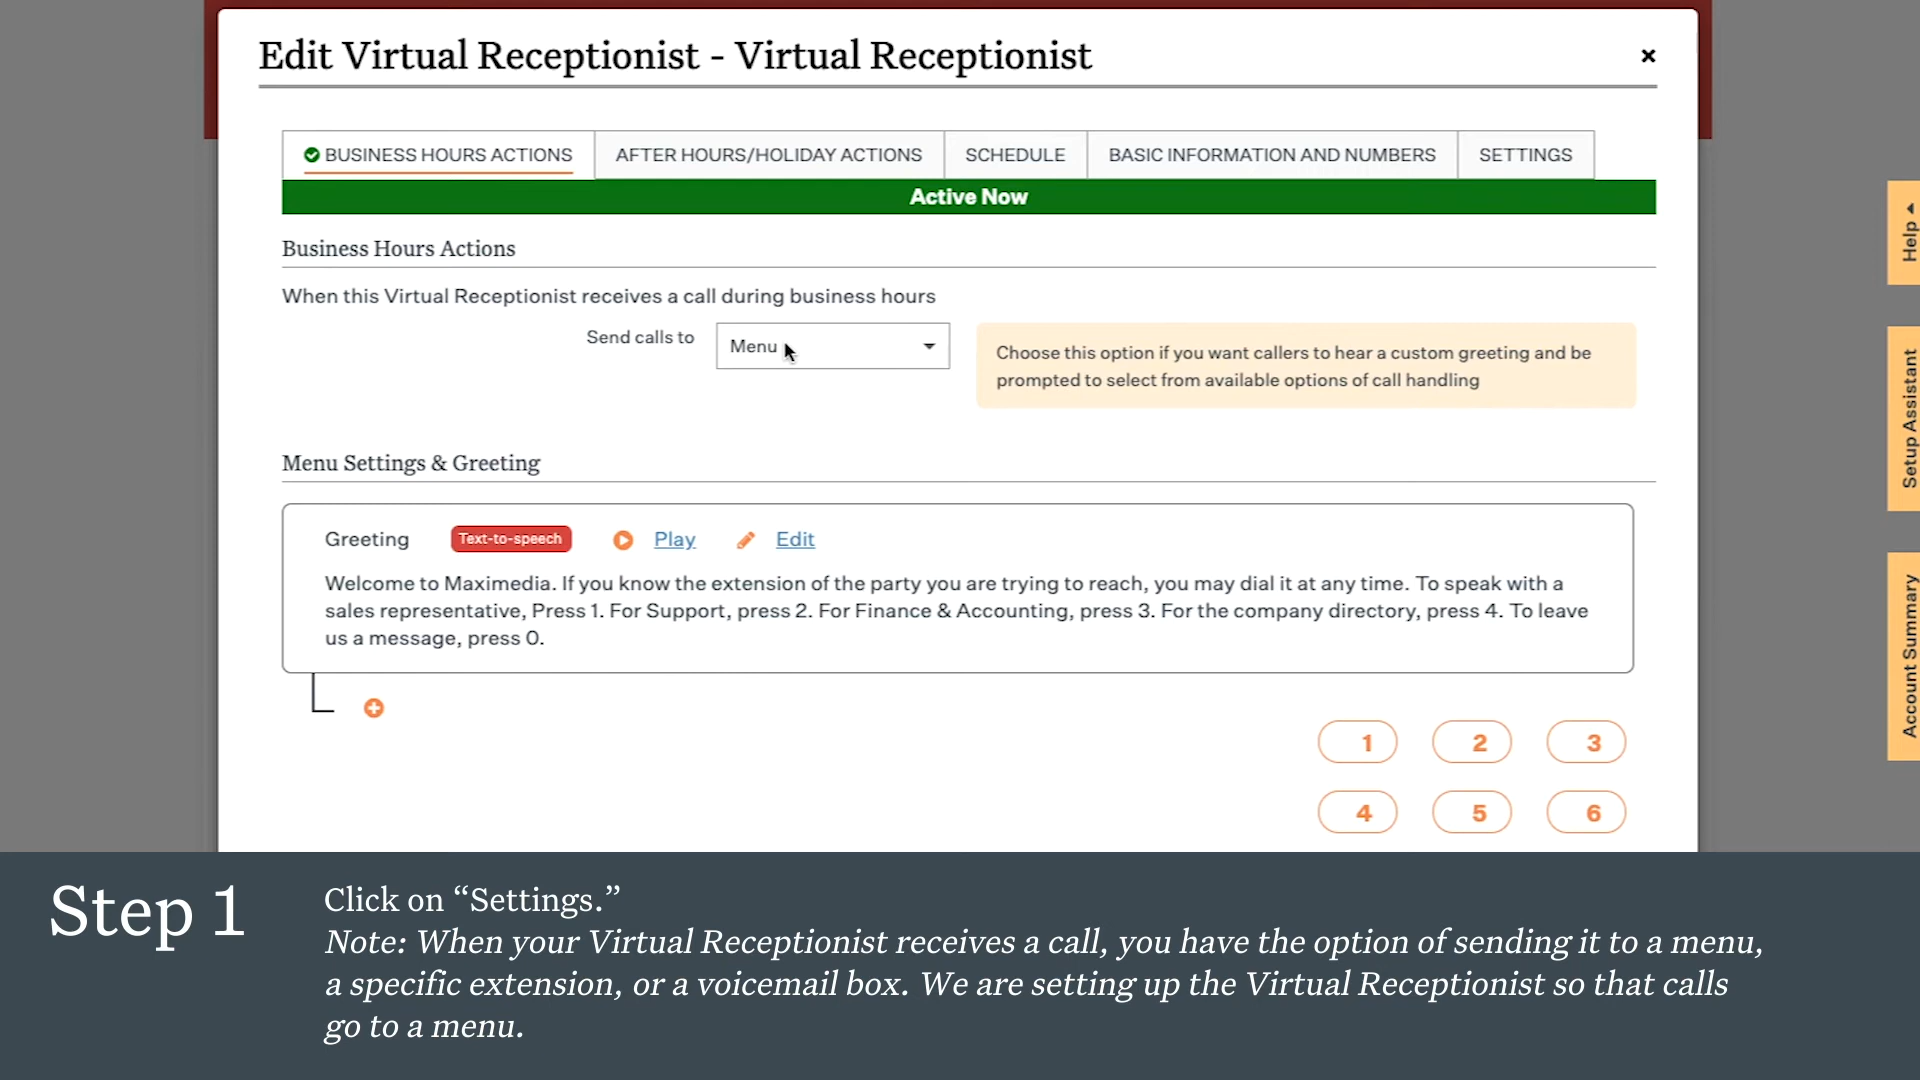 Edit Virtual Receptionist - Virtual Receptionist
BUSINESS HOURS ACTIONS
AFTER HOURS/HOLIDAY ACTIONS
SCHEDULE
BASIC INFORMATION AND NUMBERS
SETTINGS
Active Now
Business Hours Actions
When this Virtual Receptionist receives a call during business hours
Send calls to
Menu
Choose this option if you want callers to hear a custom greeting and be
prompted to select from available options of call handling
Menu Settings & Greeting
Greeting
Text-to-speech
Play
Edit
Welcome to Maximedia. If you know the extension of the party you are trying to reach, you may dial it at any time. To speak with a
sales representative, Press 1. For Support, press 2. For Finance & Accounting, press 3. For the company directory, press 4. To leave
us a message, press 0.
1
2
3
4
5
6
Help
Setup Assistant
Account Summary
Step 1
Click on “Settings.”
Note: When your Virtual Receptionist receives a call, you have the option of sending it to a menu,
a specific extension, or a voicemail box. We are setting up the Virtual Receptionist so that calls
go to a menu.